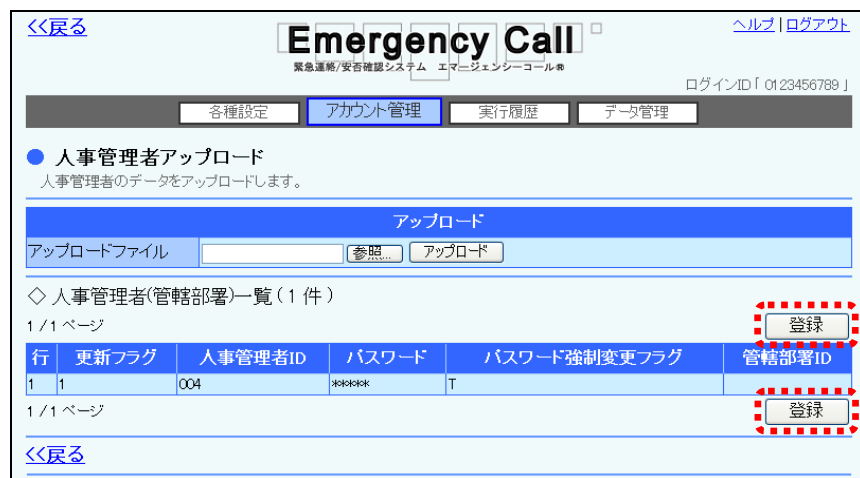 <<戻る
Emergency Call
ヘルプ | ログアウト
緊急連絡/安否確認システム エマージェンシーコール®
ログインID「 0123456789 」
各種設定 アカウント管理 実行履歴 データ管理
● 人事管理者アップロード
人事管理者のデータをアップロードします。
アップロード
アップロードファイル 参照... アップロード
◇ 人事管理者(管轄部署)一覧 ( 1 件 )
1 / 1 ページ 登録
行 更新フラグ 人事管理者ID パスワード パスワード強制変更フラグ 管轄部署ID
1 1 004 ***** T
1 / 1 ページ 登録
<<戻る